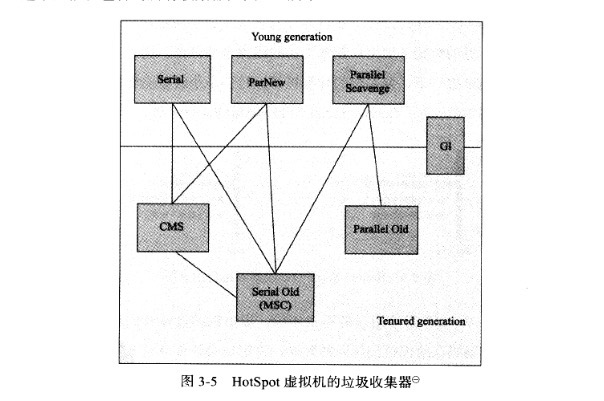 Young generation
Serial
ParNew
Parallel
Scavenge
G1
CMS
Parallel Old
Serial Old
(MSC)
Tenured generation
图 3-5 HotSpot 虚拟机的垃圾收集器㊀